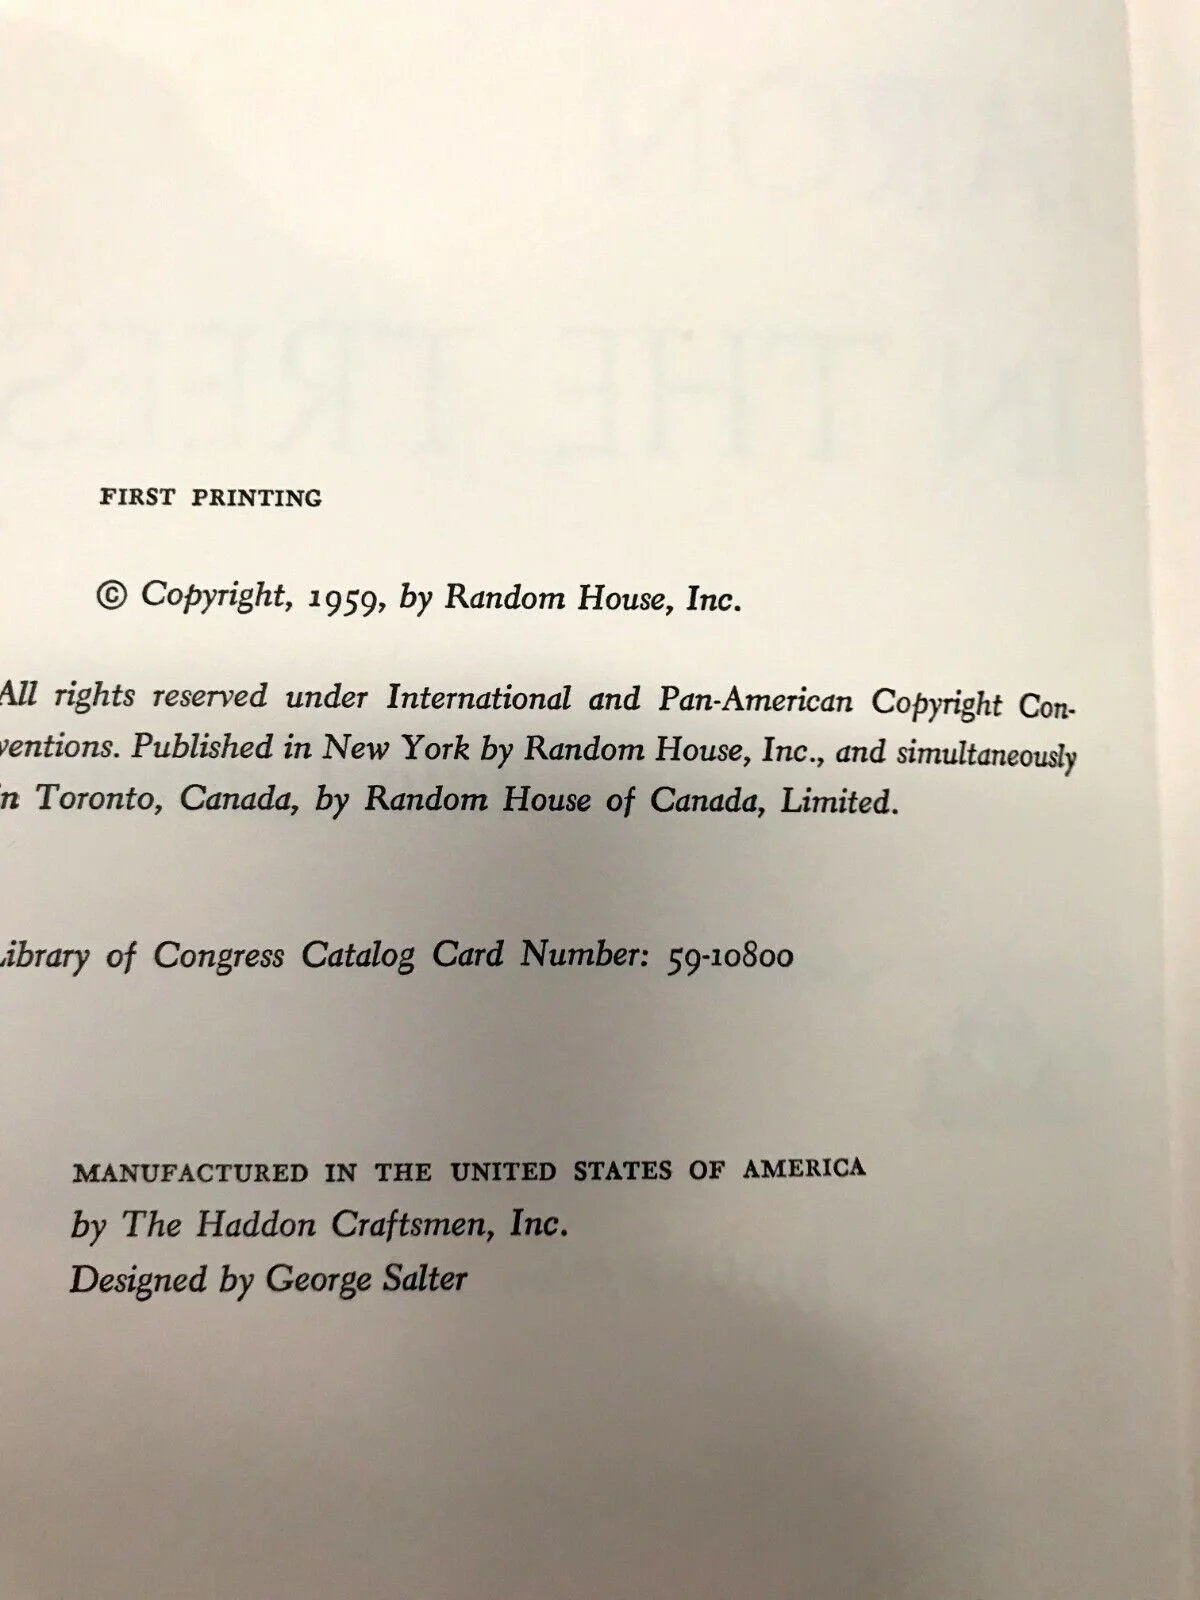 FIRST PRINTING
© Copyright, 1959, by Random House, Inc.
All rights reserved under International and Pan-American Copyright Con-
ventions. Published in New York by Random House, Inc., and simultaneously
in Toronto, Canada, by Random House of Canada, Limited.
Library of Congress Catalog Card Number: 59-10800
MANUFACTURED IN THE UNITED STATES OF AMERICA
by The Haddon Craftsmen, Inc.
Designed by George Salter